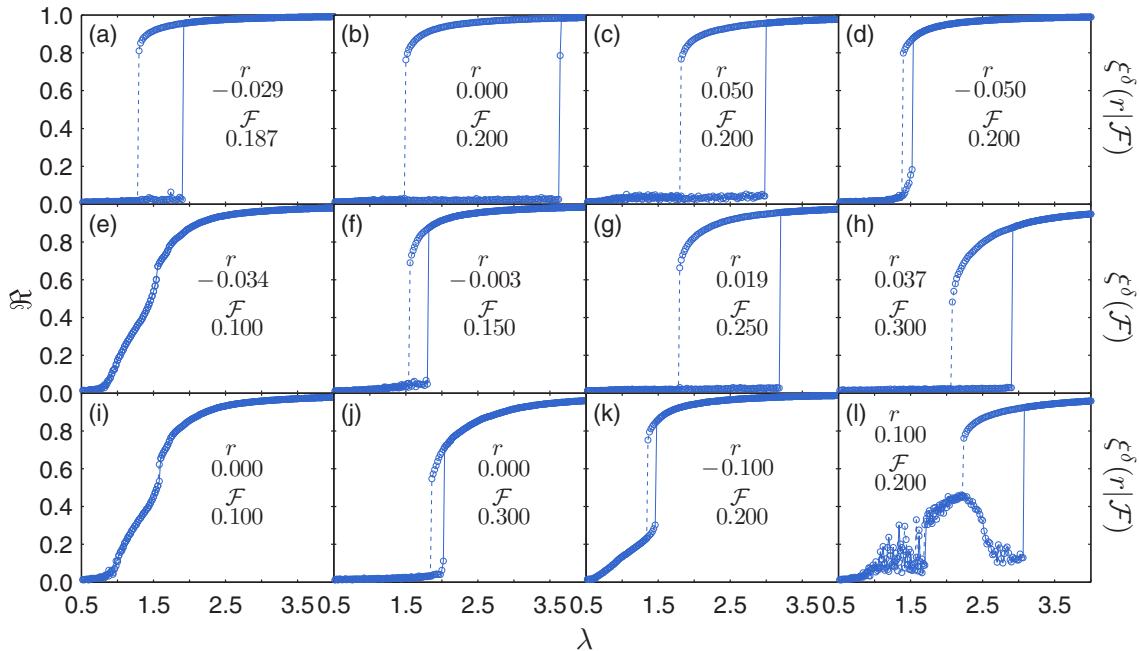 1.0
0.8
0.6
0.4
0.2
0.0
(a)
r
−0.029
ℱ
0.187
(b)
r
0.000
ℱ
0.200
(c)
r
0.050
ℱ
0.200
(d)
r
−0.050
ℱ
0.200
ξ^δ(r|ℱ)
0.8
0.6
0.4
0.2
0.0
(e)
r
−0.034
ℱ
0.100
(f)
r
−0.003
ℱ
0.150
(g)
r
0.019
ℱ
0.250
(h)
r
0.037
ℱ
0.300
ξ^δ(ℱ)
ℜ
0.8
0.6
0.4
0.2
0.0
(i)
r
0.000
ℱ
0.100
(j)
r
0.000
ℱ
0.300
(k)
r
−0.100
ℱ
0.200
(l)
r
0.100
ℱ
0.200
ξ^δ(r|ℱ)
0.5 1.5 2.5 3.5 0.5 1.5 2.5 3.5 0.5 1.5 2.5 3.5 0.5 1.5 2.5 3.5
λ